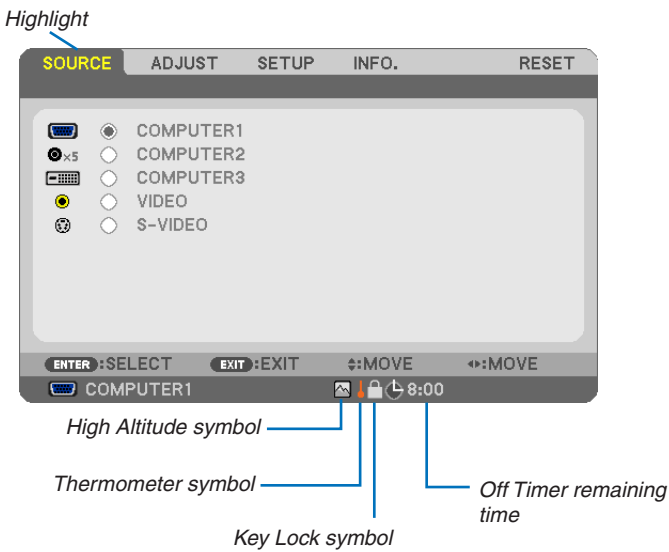 Highlight
SOURCE ADJUST SETUP INFO. RESET
COMPUTER1
×5 COMPUTER2
COMPUTER3
VIDEO
S-VIDEO
ENTER:SELECT EXIT:EXIT :MOVE :MOVE
COMPUTER1 8:00
High Altitude symbol
Thermometer symbol
Off Timer remaining
time
Key Lock symbol